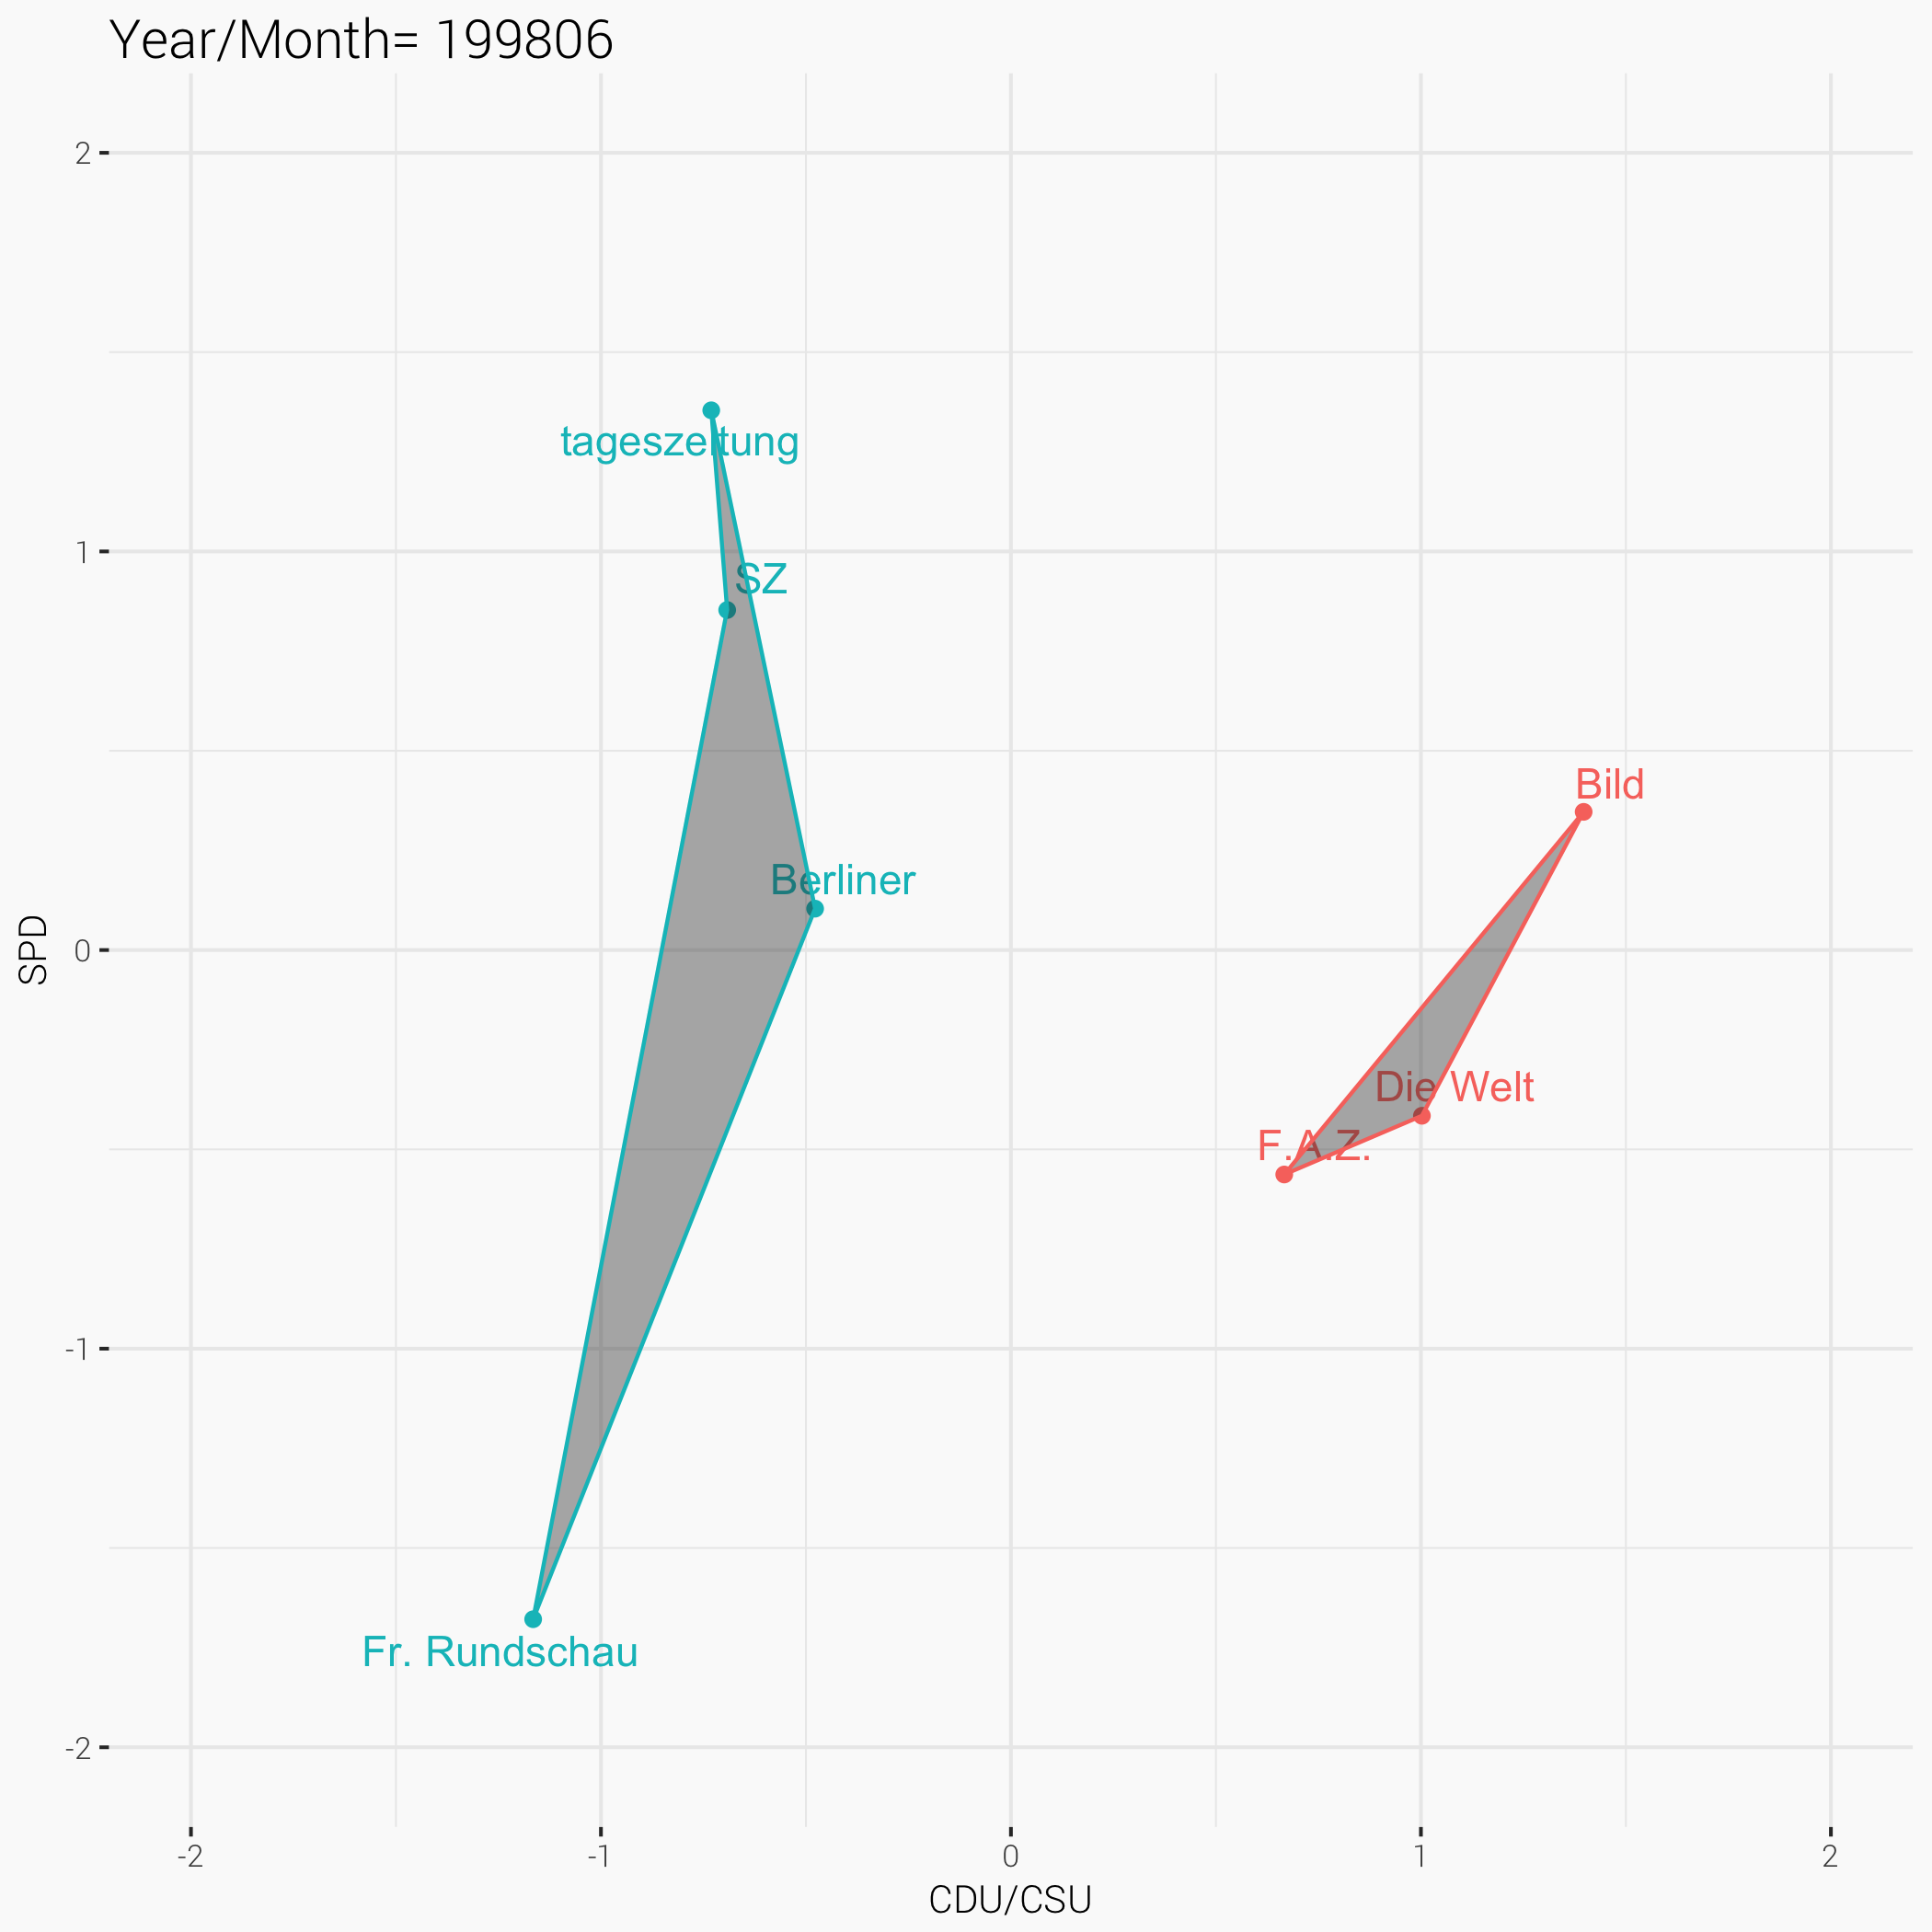 Year/Month= 199806
2
tageszeitung
1
SZ
Bild
Berliner
0
SPD
Die Welt
F.A.Z.
-1
Fr. Rundschau
-2
-2 -1 0 1 2
CDU/CSU